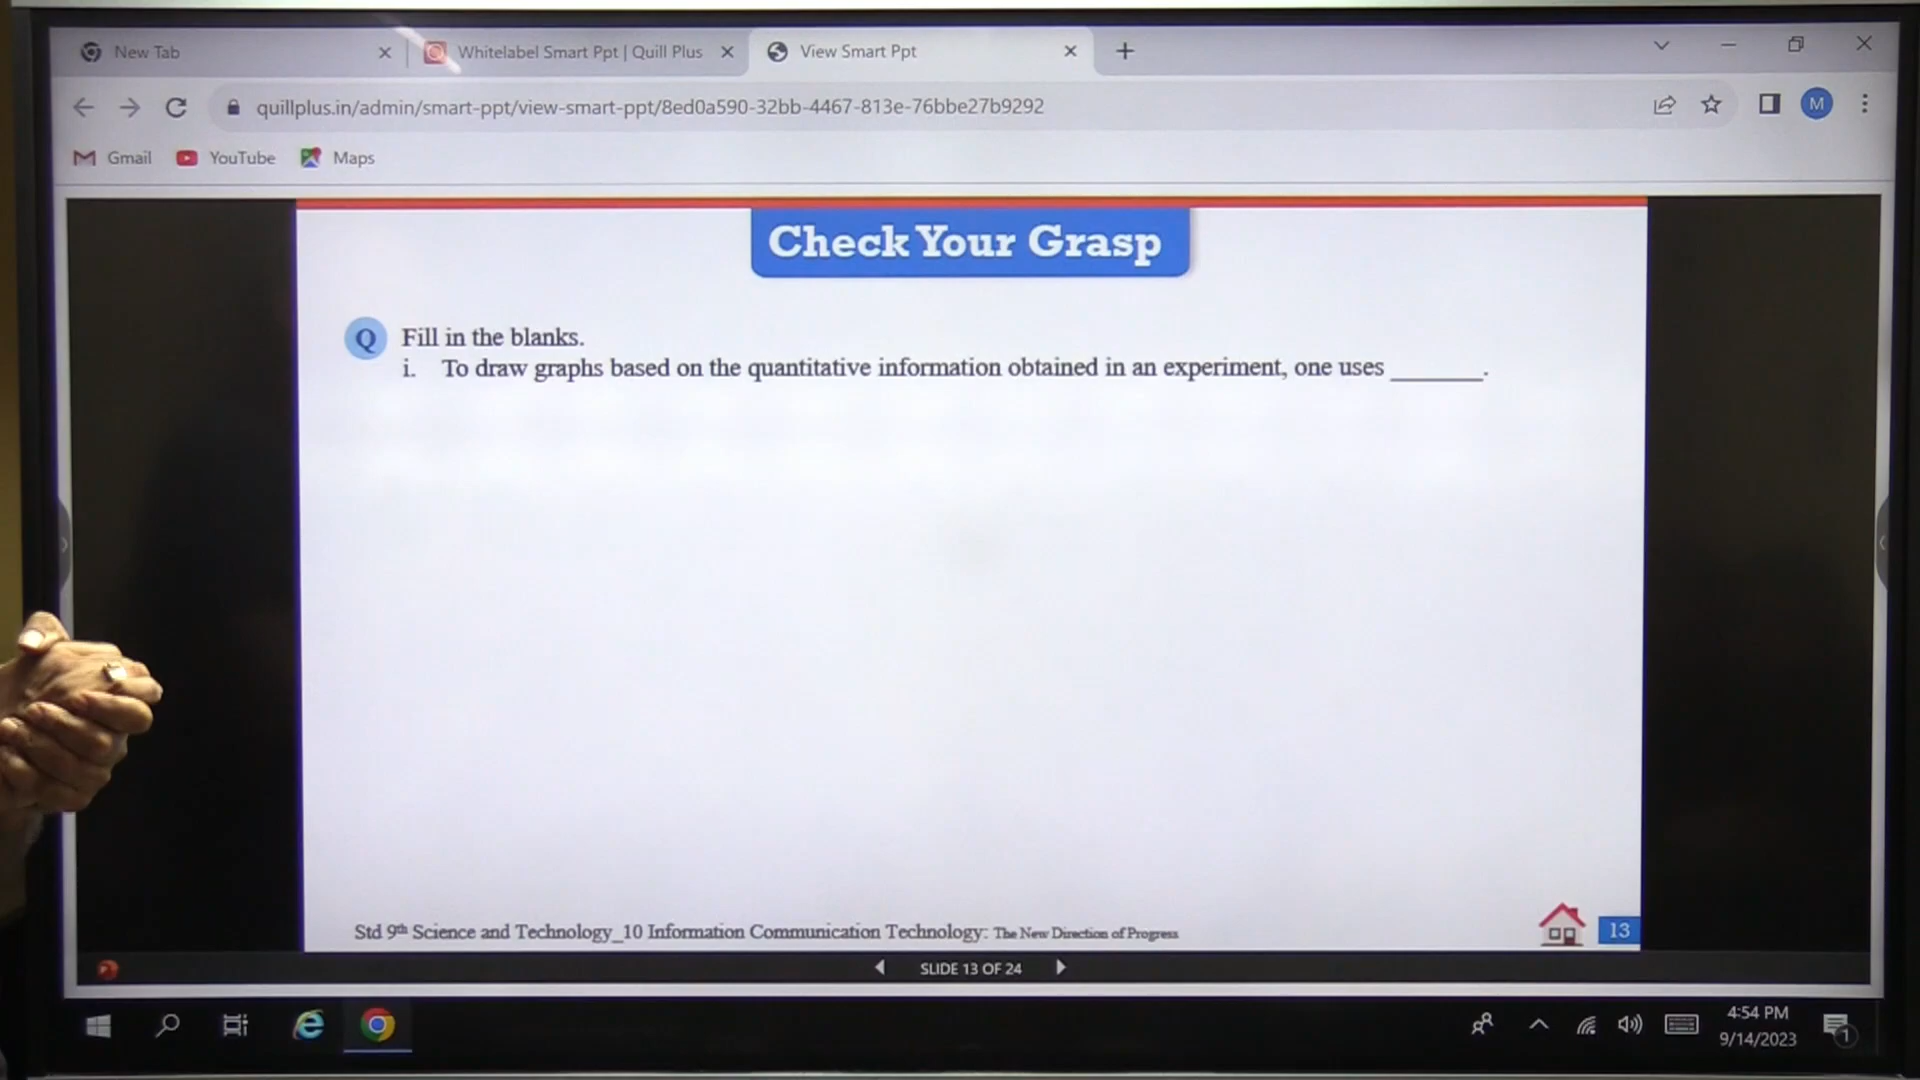 New Tab
Whitelabel Smart Ppt | Quill Plus
View Smart Ppt
quillplus.in/admin/smart-ppt/view-smart-ppt/8ed0a590-32bb-4467-813e-76bbe27b9292
M
Gmail
YouTube
Maps
Check Your Grasp
Q Fill in the blanks.
i. To draw graphs based on the quantitative information obtained in an experiment, one uses _______.
Std 9th Science and Technology_10 Information Communication Technology: The New Direction of Progress
13
SLIDE 13 OF 24
4:54 PM
9/14/2023
1